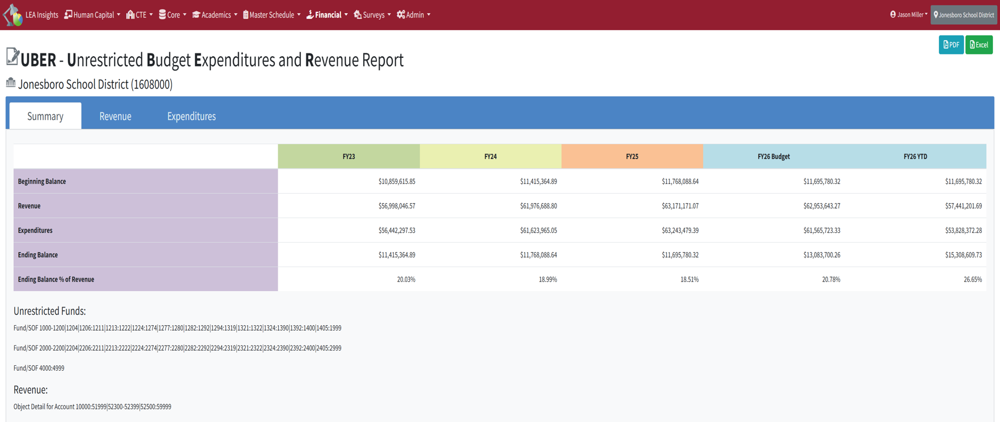 LEA Insights Human Capital CTE Core Academics Master Schedule Financial Surveys Admin Jason Miller Jonesboro School District
PDF Excel
UBER - Unrestricted Budget Expenditures and Revenue Report
Jonesboro School District (1608000)
Summary Revenue Expenditures
FY23 FY24 FY25 FY26 Budget FY26 YTD
Beginning Balance $10,859,615.85 $11,415,364.89 $11,768,088.64 $11,695,780.32 $11,695,780.32
Revenue $56,998,046.57 $61,976,688.80 $63,171,171.07 $62,953,643.27 $57,441,201.69
Expenditures $56,442,297.53 $61,623,965.05 $63,243,479.39 $61,565,723.33 $53,828,372.28
Ending Balance $11,415,364.89 $11,768,088.64 $11,695,780.32 $13,083,700.26 $15,308,609.73
Ending Balance % of Revenue 20.03% 18.99% 18.51% 20.78% 26.65%
Unrestricted Funds:
Fund/SOF 1000-1200|1204|1206:1211|1213:1222|1224:1274|1277:1280|1282:1292|1294:1319|1321:1322|1324:1390|1392:1400|1405:1999
Fund/SOF 2000-2200|2204|2206:2211|2213:2222|2224:2274|2277:2280|2282:2292|2294:2319|2321:2322|2324:2390|2392:2400|2405:2999
Fund/SOF 4000:4999
Revenue:
Object Detail for Account 10000:51999|52300-52399|52500:59999